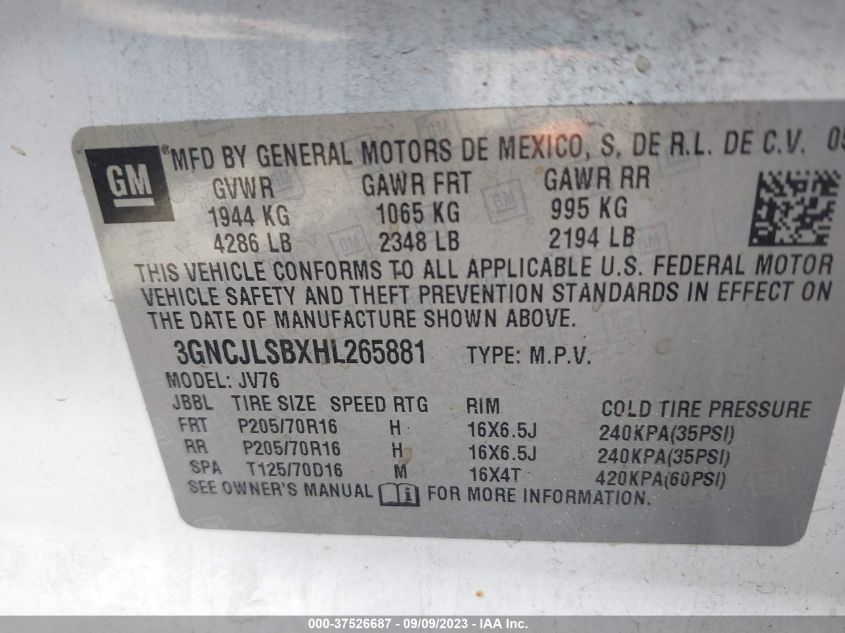 GM
®MFD BY GENERAL MOTORS DE MEXICO, S, DE R.L. DE C.V. 05
GVWR GAWR FRT GAWR RR
1944 KG 1065 KG 995 KG
4286 LB 2348 LB 2194 LB
THIS VEHICLE CONFORMS TO ALL APPLICABLE U.S. FEDERAL MOTOR
VEHICLE SAFETY AND THEFT PREVENTION STANDARDS IN EFFECT ON
THE DATE OF MANUFACTURE SHOWN ABOVE.
3GNCJLSBXHL265881 TYPE: M.P.V.
MODEL: JV76
JBBL TIRE SIZE SPEED RTG RIM COLD TIRE PRESSURE
FRT P205/70R16 H 16X6.5J 240KPA(35PSI)
RR P205/70R16 H 16X6.5J 240KPA(35PSI)
SPA T125/70D16 M 16X4T 420KPA(60PSI)
SEE OWNER'S MANUAL i FOR MORE INFORMATION.
000-37526687 - 09/09/2023 - IAA Inc.